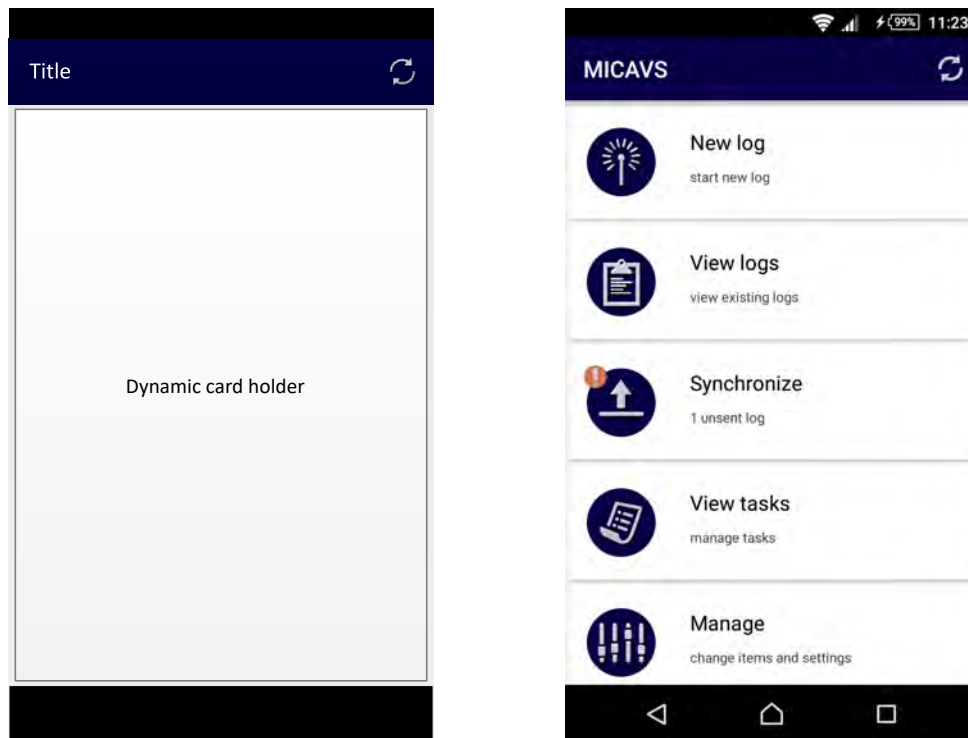 Title
Dynamic card holder
99% 11:23
MICAVS
New log
start new log
View logs
view existing logs
1
Synchronize
1 unsent log
View tasks
manage tasks
Manage
change items and settings